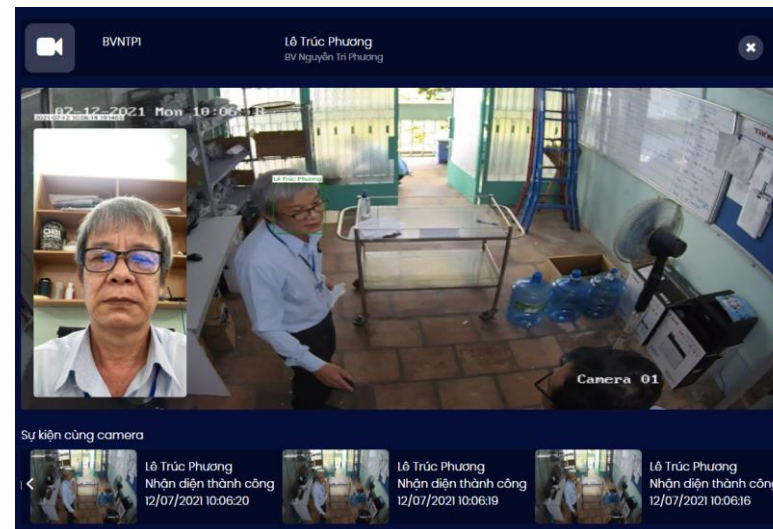 BVNTP1
Lê Trúc Phương
BV Nguyễn Tri Phương
07-12-2021 Mon 10:06:18
Lê Trúc Phương
Camera 01
Sự kiện cùng camera
Lê Trúc Phương
Nhận diện thành công
12/07/2021 10:06:20
Lê Trúc Phương
Nhận diện thành công
12/07/2021 10:06:19
Lê Trúc Phương
Nhận diện thành công
12/07/2021 10:06:16